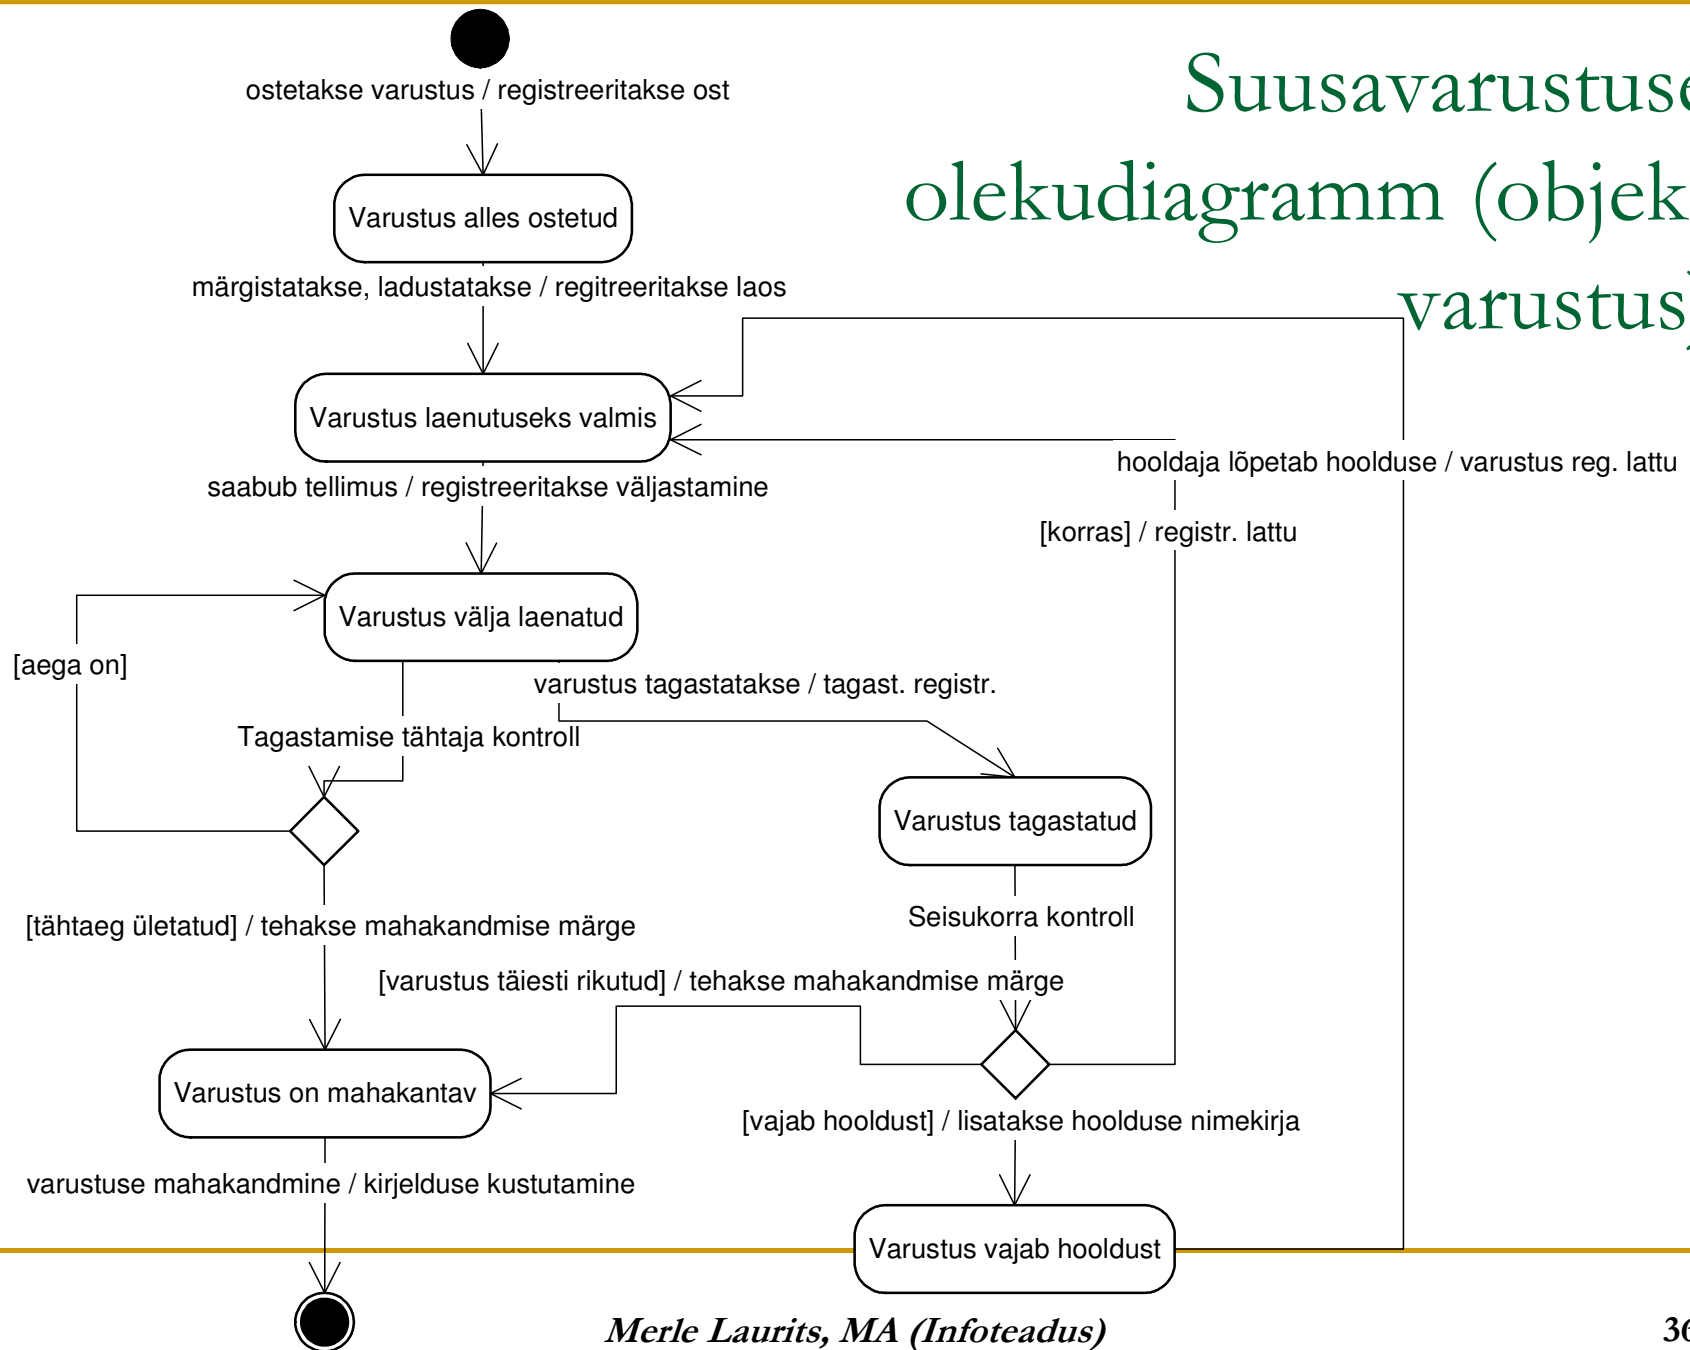 Suusavarustuse
olekudiagramm (objek
varustus)
ostetakse varustus / registreeritakse ost
Varustus alles ostetud
märgistatakse, ladustatakse / regitreeritakse laos
Varustus laenutuseks valmis
hooldaja lõpetab hoolduse / varustus reg. lattu
saabub tellimus / registreeritakse väljastamine
[korras] / registr. lattu
Varustus välja laenatud
[aega on]
varustus tagastatakse / tagast. registr.
Tagastamise tähtaja kontroll
Varustus tagastatud
Seisukorra kontroll
[tähtaeg ületatud] / tehakse mahakandmise märge
[varustus täiesti rikutud] / tehakse mahakandmise märge
Varustus on mahakantav
[vajab hooldust] / lisatakse hoolduse nimekirja
varustuse mahakandmine / kirjelduse kustutamine
Varustus vajab hooldust
Merle Laurits, MA (Infoteadus)
36